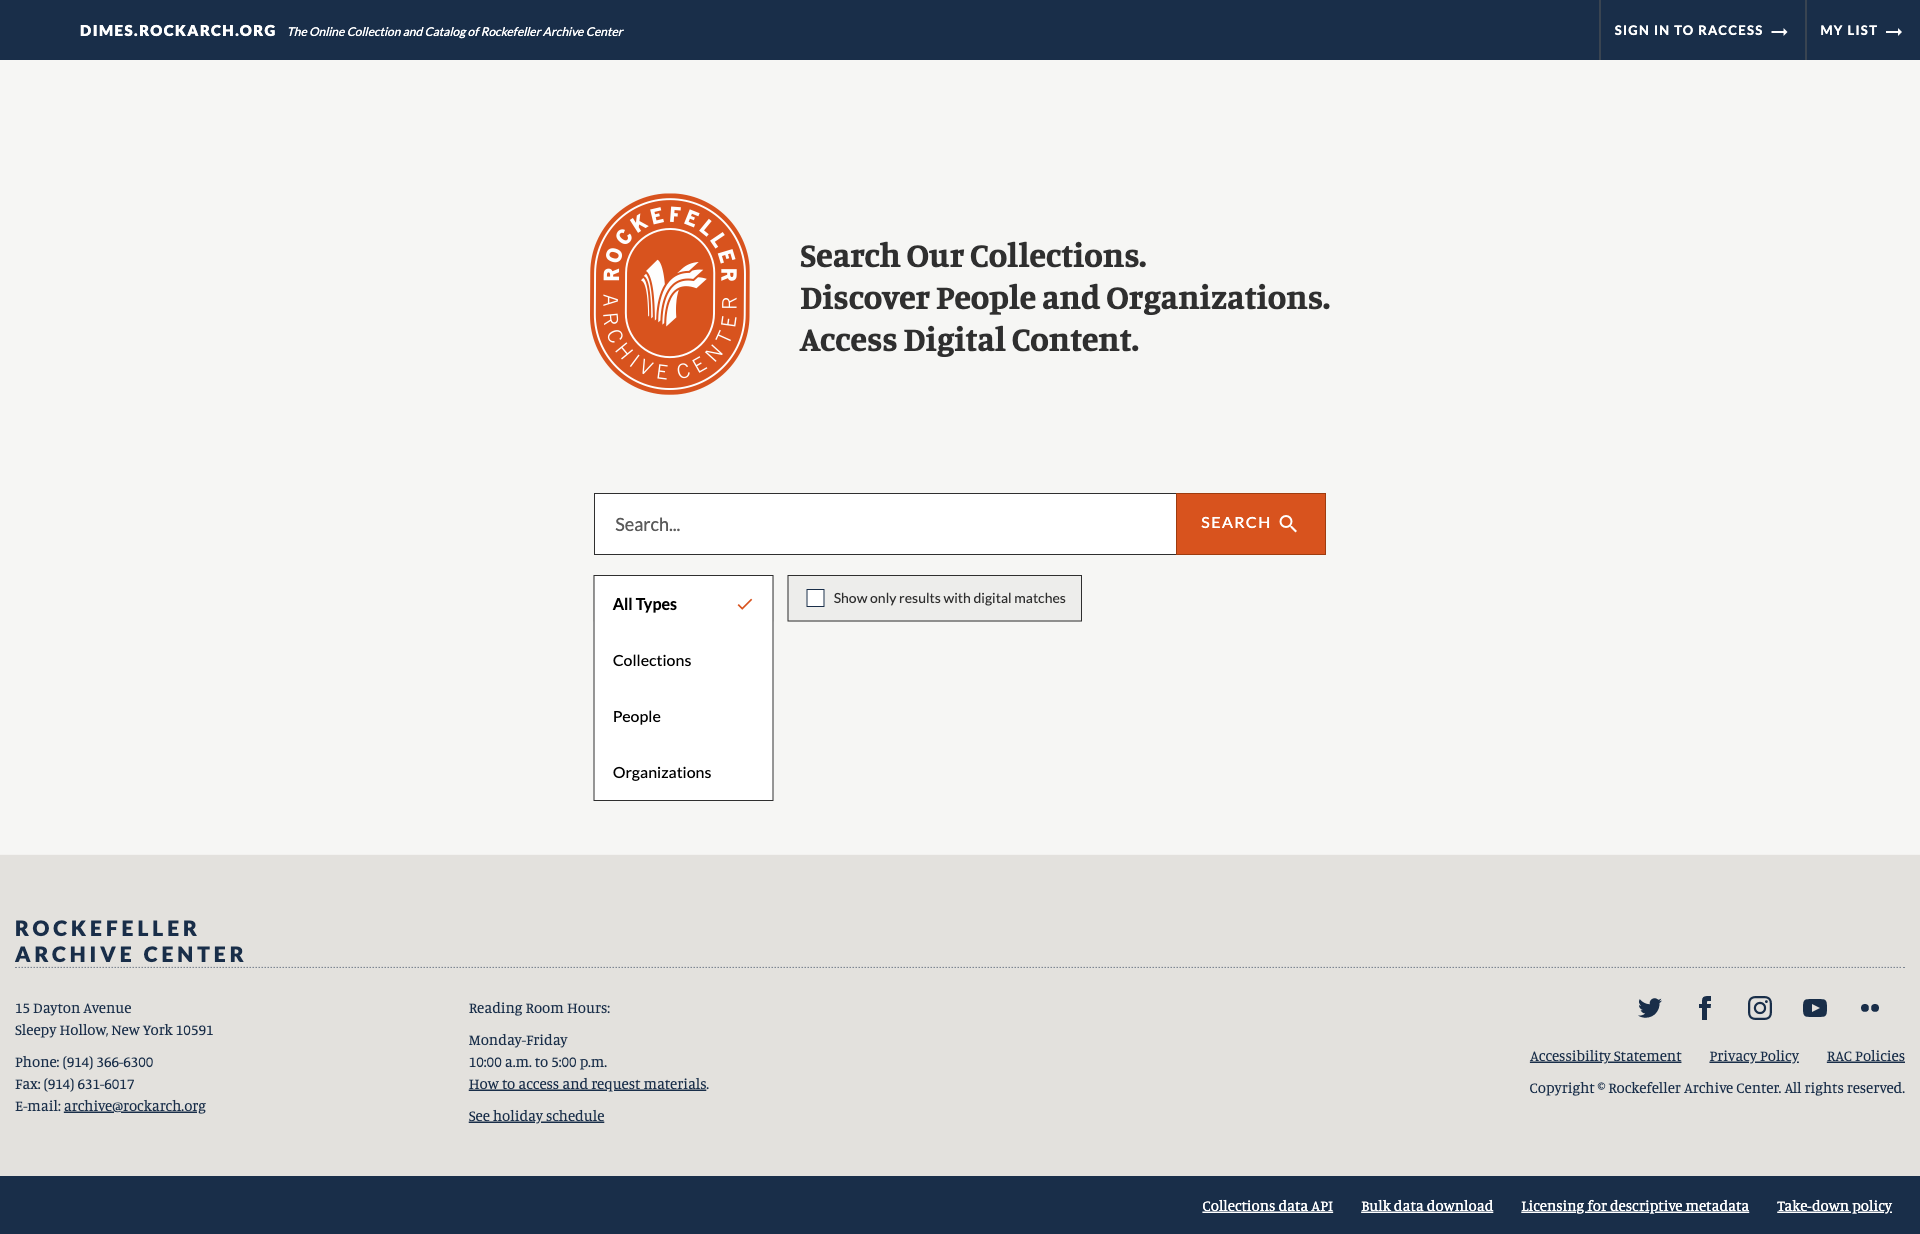 DIMES.ROCKARCH.ORG The Online Collection and Catalog of Rockefeller Archive Center
SIGN IN TO RACCESS →
MY LIST →
ROCKEFELLER
ARCHIVE CENTER
Search Our Collections.
Discover People and Organizations.
Access Digital Content.
Search...
SEARCH
All Types
Collections
People
Organizations
Show only results with digital matches
ROCKEFELLER
ARCHIVE CENTER
15 Dayton Avenue
Sleepy Hollow, New York 10591
Phone: (914) 366-6300
Fax: (914) 631-6017
E-mail: archive@rockarch.org
Reading Room Hours:
Monday-Friday
10:00 a.m. to 5:00 p.m.
How to access and request materials.
See holiday schedule
Accessibility Statement
Privacy Policy
RAC Policies
Copyright © Rockefeller Archive Center. All rights reserved.
Collections data API
Bulk data download
Licensing for descriptive metadata
Take-down policy